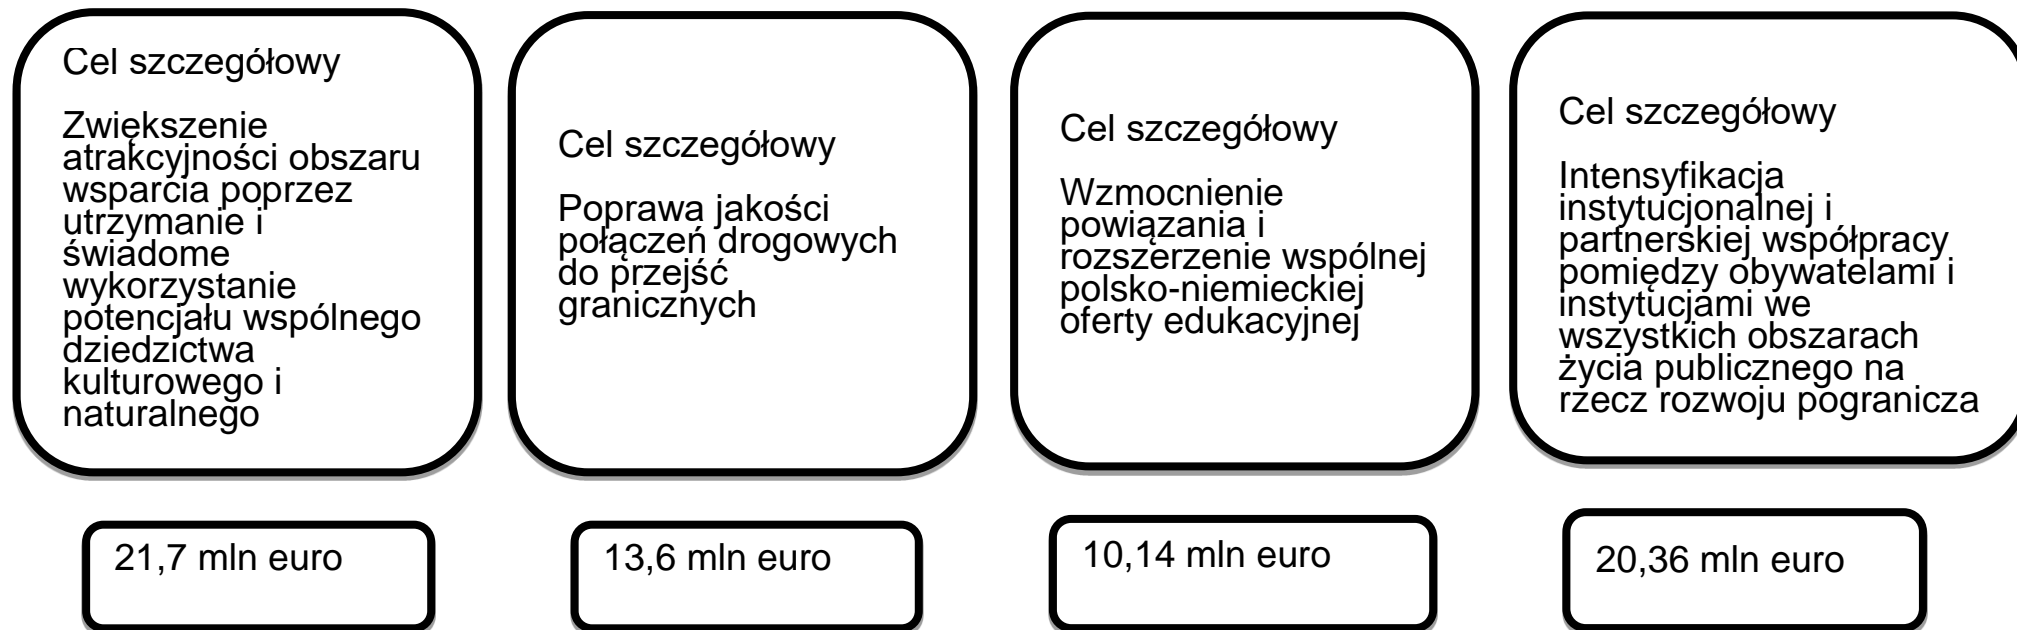 Cel szczegółowy
Zwiększenie
atrakcyjności obszaru
wsparcia poprzez
utrzymanie i
świadome
wykorzystanie
potencjału wspólnego
dziedzictwa
kulturowego i
naturalnego
Cel szczegółowy
Poprawa jakości
połączeń drogowych
do przejść
granicznych
Cel szczegółowy
Wzmocnienie
powiązania i
rozszerzenie wspólnej
polsko-niemieckiej
oferty edukacyjnej
Cel szczegółowy
Intensyfikacja
instytucjonalnej i
partnerskiej współpracy
pomiędzy obywatelami i
instytucjami we
wszystkich obszarach
życia publicznego na
rzecz rozwoju pogranicza
21,7 mln euro
13,6 mln euro
10,14 mln euro
20,36 mln euro